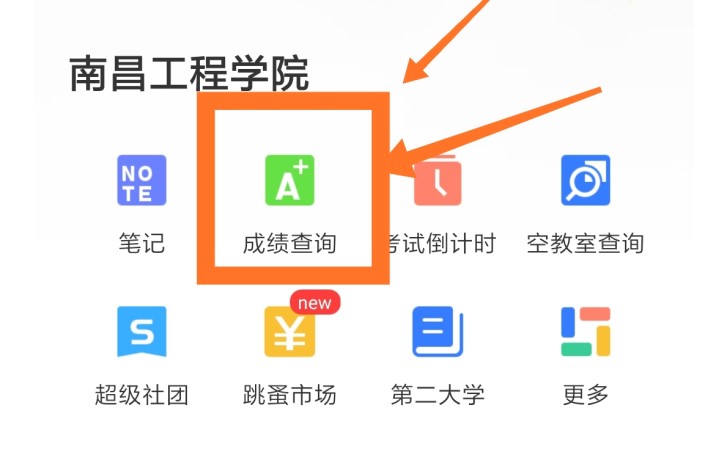 南昌工程学院
NO
TE
A+
笔记
成绩查询
考试倒计时
空教室查询
S
new
¥
超级社团
跳蚤市场
第二大学
更多